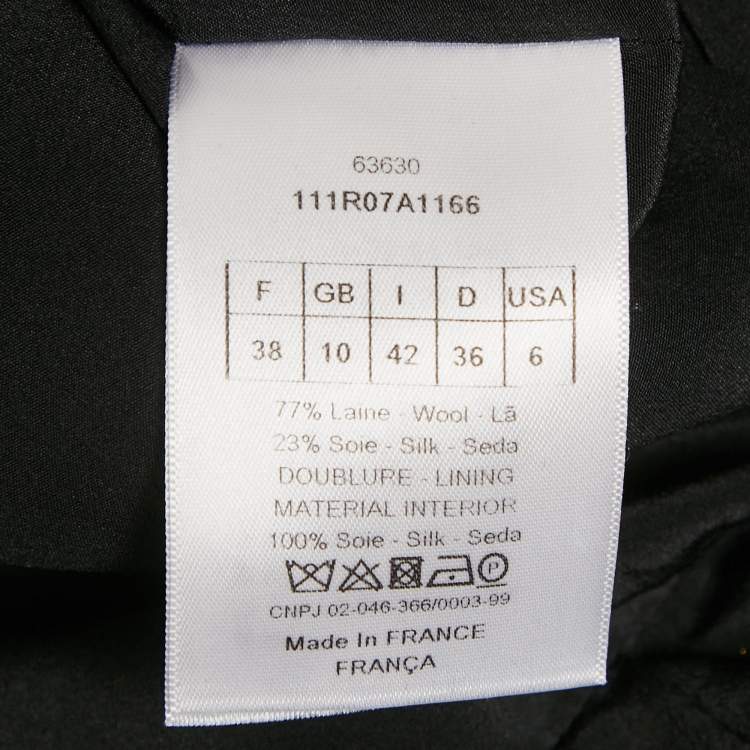 63630
111R07A1166
F GB I D USA
38 10 42 36 6
77% Laine - Wool - Lã
23% Soie - Silk - Seda
DOUBLURE - LINING
MATERIAL INTERIOR
100% Soie - Silk - Seda
P
CNPJ 02-046-366/0003-99
Made In FRANCE
FRANÇA